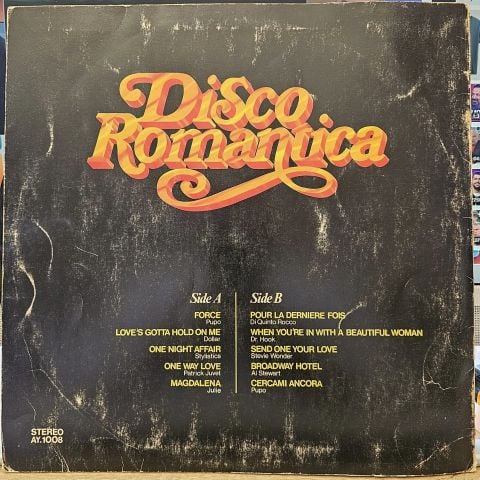 Disco
Romantica
Side A
FORCE
Pupo
LOVE'S GOTTA HOLD ON ME
Dollar
ONE NIGHT AFFAIR
Stylistics
ONE WAY LOVE
Patrick Juvet
MAGDALENA
Julie
Side B
POUR LA DERNIERE FOIS
Di Quinto Rocco
WHEN YOU'RE IN WITH A BEAUTIFUL WOMAN
Dr. Hook
SEND ONE YOUR LOVE
Stevie Wonder
BROADWAY HOTEL
Al Stewart
CERCAMI ANCORA
Pupo
STEREO
AY.1008